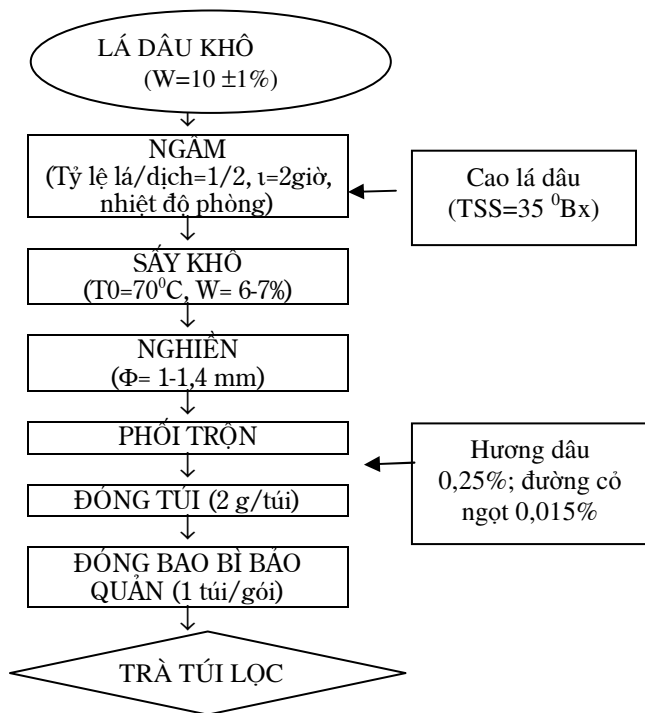 LÁ DÂU KHÔ
(W=10 ±1%)
NGÂM
(Tỷ lệ lá/dịch=1/2, ι=2giờ,
nhiệt độ phòng)
Cao lá dâu
(TSS=35 ⁰Bx)
SẤY KHÔ
(T0=70⁰C, W= 6-7%)
NGHIỀN
(Φ= 1-1,4 mm)
PHỐI TRỘN
Hương dâu
0,25%; đường cỏ
ngọt 0,015%
ĐÓNG TÚI (2 g/túi)
ĐÓNG BAO BÌ BẢO
QUẢN (1 túi/gói)
TRÀ TÚI LỌC